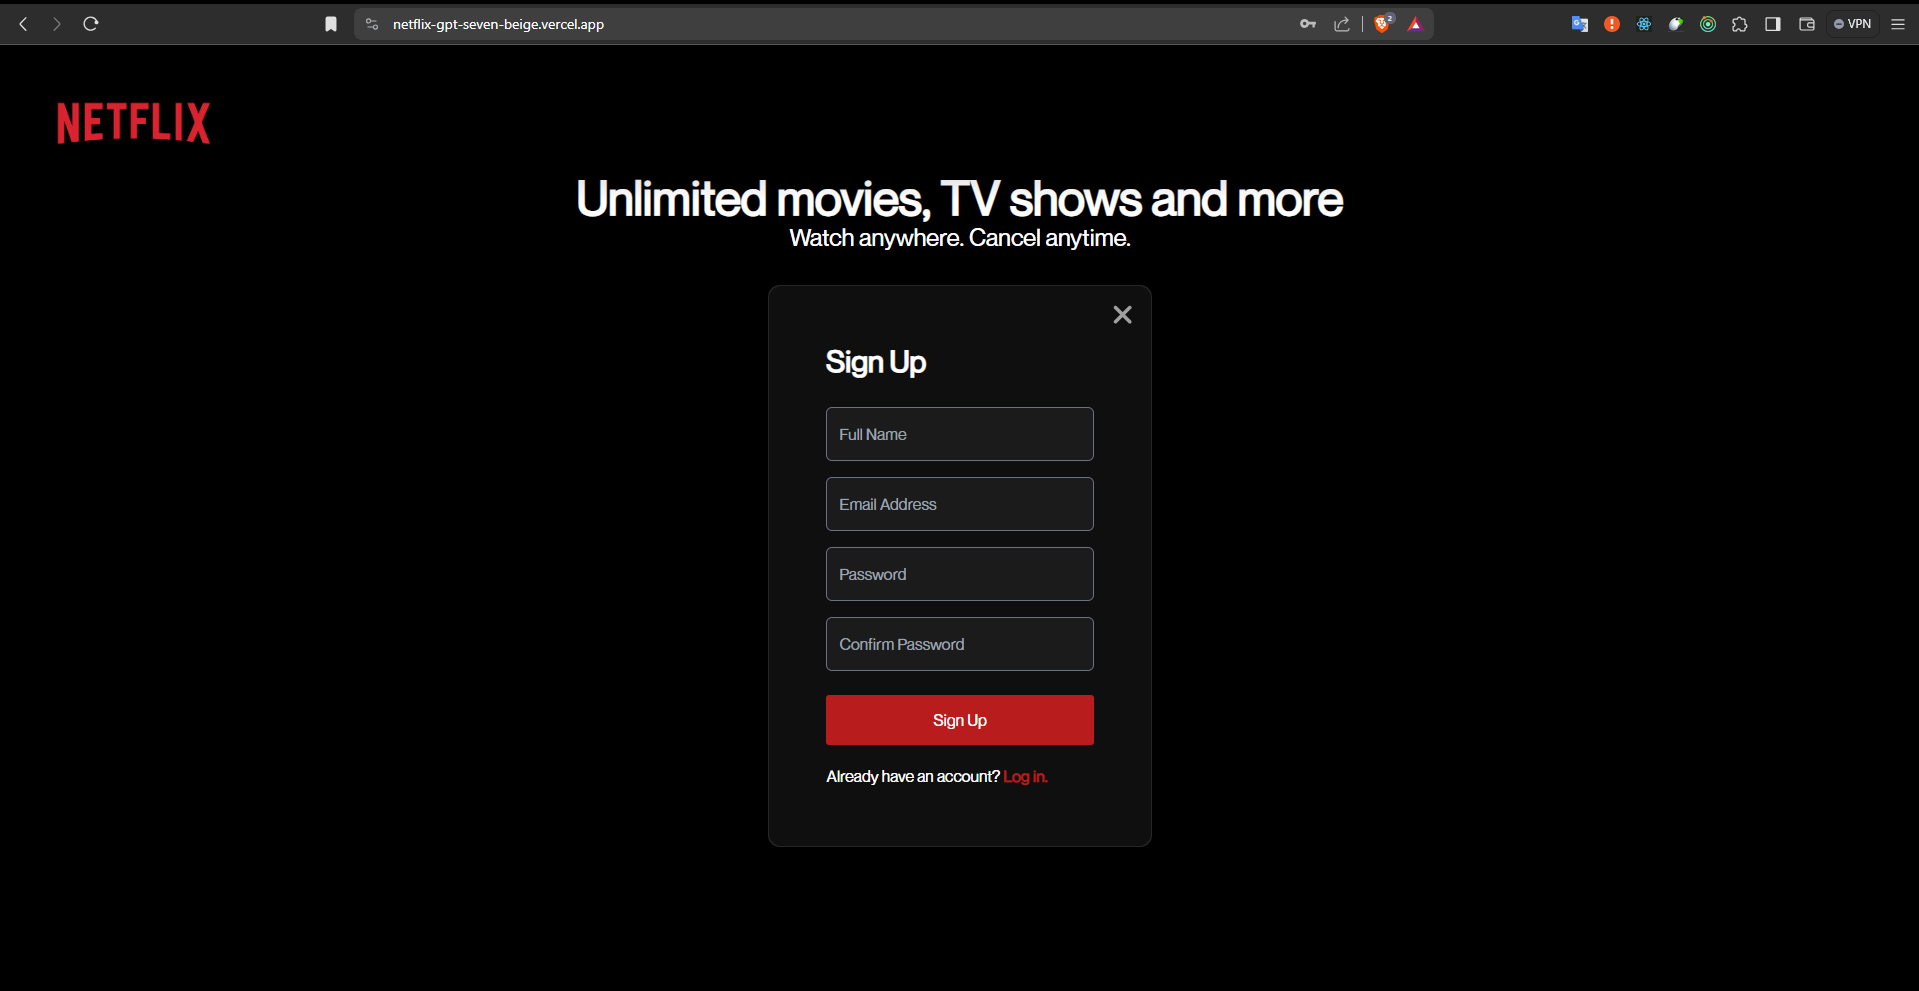 netflix-gpt-seven-beige.vercel.app
2
VPN
NETFLIX
Unlimited movies, TV shows and more
Watch anywhere. Cancel anytime.
Sign Up
Full Name
Email Address
Password
Confirm Password
Sign Up
Already have an account? Log in.